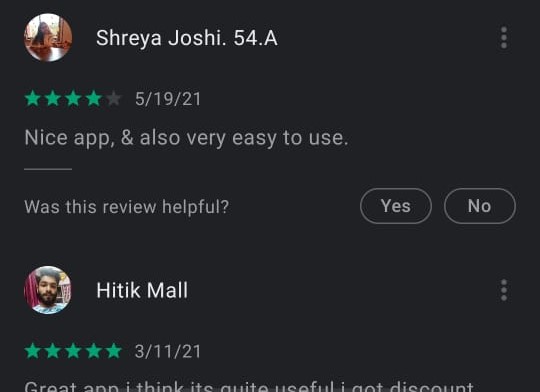 Shreya Joshi. 54.A
5/19/21
Nice app, & also very easy to use.
Was this review helpful?
Yes
No
Hitik Mall
3/11/21
Great app i think its quite useful i got discount